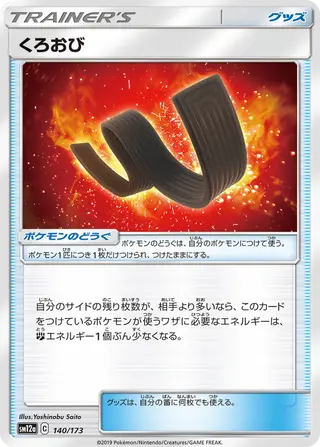 TRAINER'S グッズ
くろおび
ポケモンのどうぐ
ポケモンのどうぐは、自分のポケモンにつけて使う。
ポケモン1匹につき1枚だけつけられ、つけたままにする。
自分のサイドの残り枚数が、相手より多いなら、このカード
をつけているポケモンが使うワザに必要なエネルギーは、
エネルギー1個ぶん少なくなる。
Illus.Yoshinobu Saito
sm12a C 140/173
グッズは、自分の番に何枚でも使える。
©2019 Pokémon/Nintendo/Creatures/GAME FREAK.